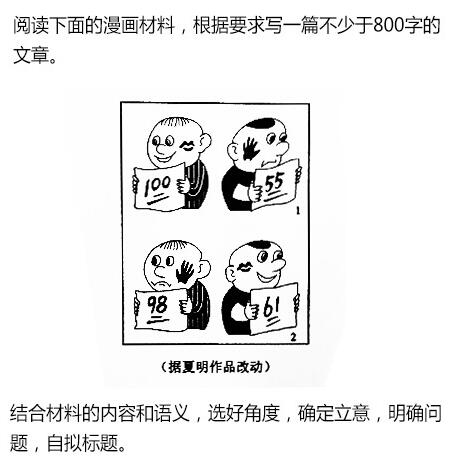 阅读下面的漫画材料，根据要求写一篇不少于800字的
文章。
100
55
1
98
61
2
（据夏明作品改动）
结合材料的内容和语义，选好角度，确定立意，明确问
题，自拟标题。